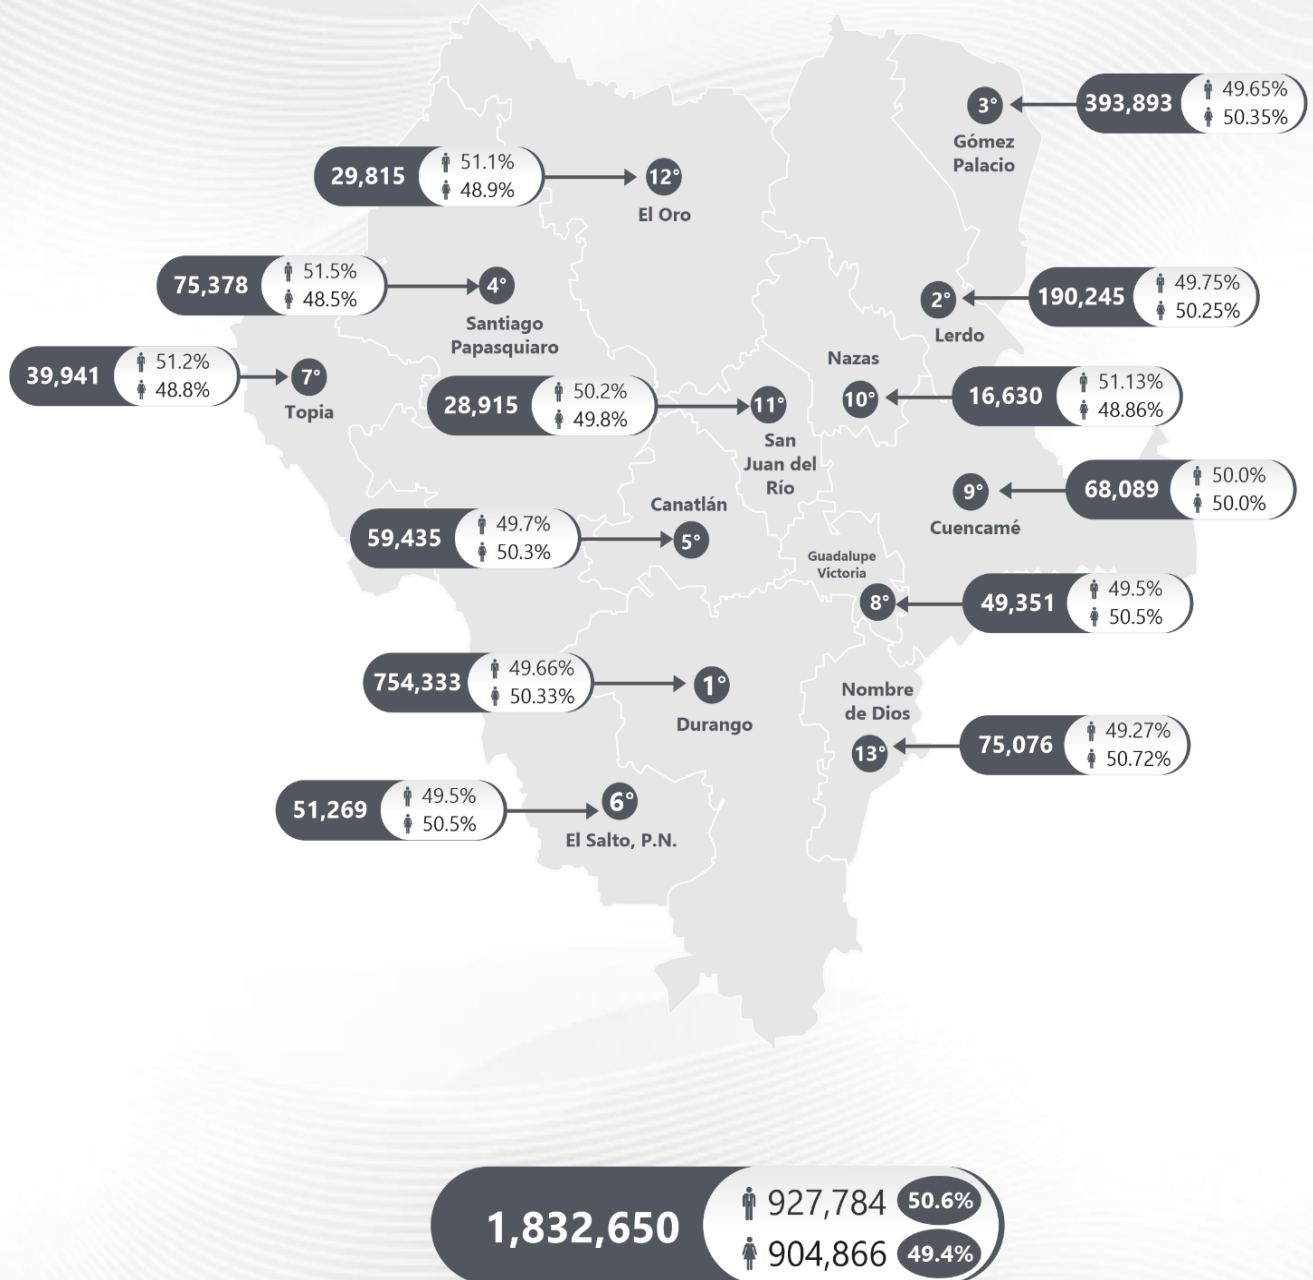 393,893
49.65%
50.35%
3°
Gómez
Palacio
29,815
51.1%
48.9%
12°
El Oro
75,378
51.5%
48.5%
4°
Santiago
Papasquiaro
190,245
49.75%
50.25%
2°
Lerdo
39,941
51.2%
48.8%
7°
Topia
28,915
50.2%
49.8%
11°
San
Juan del
Río
Nazas
10°
16,630
51.13%
48.86%
68,089
50.0%
50.0%
9°
Cuencamé
59,435
49.7%
50.3%
Canatlán
5°
Guadalupe
Victoria
8°
49,351
49.5%
50.5%
754,333
49.66%
50.33%
1°
Durango
Nombre
de Dios
13°
75,076
49.27%
50.72%
51,269
49.5%
50.5%
6°
El Salto, P.N.
1,832,650
927,784 50.6%
904,866 49.4%